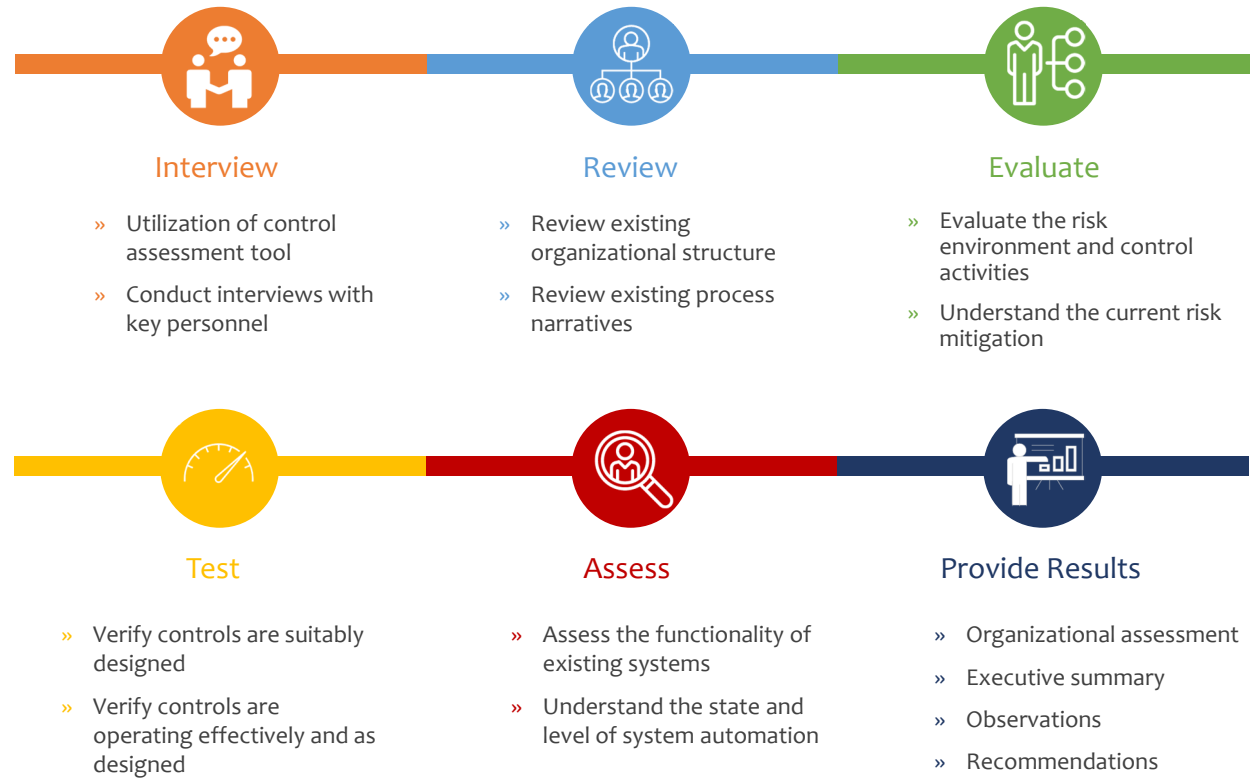 Interview
» Utilization of control
assessment tool
» Conduct interviews with
key personnel
Review
» Review existing
organizational structure
» Review existing process
narratives
Evaluate
» Evaluate the risk
environment and control
activities
» Understand the current risk
mitigation
Test
» Verify controls are suitably
designed
» Verify controls are
operating effectively and as
designed
Assess
» Assess the functionality of
existing systems
» Understand the state and
level of system automation
Provide Results
» Organizational assessment
» Executive summary
» Observations
» Recommendations